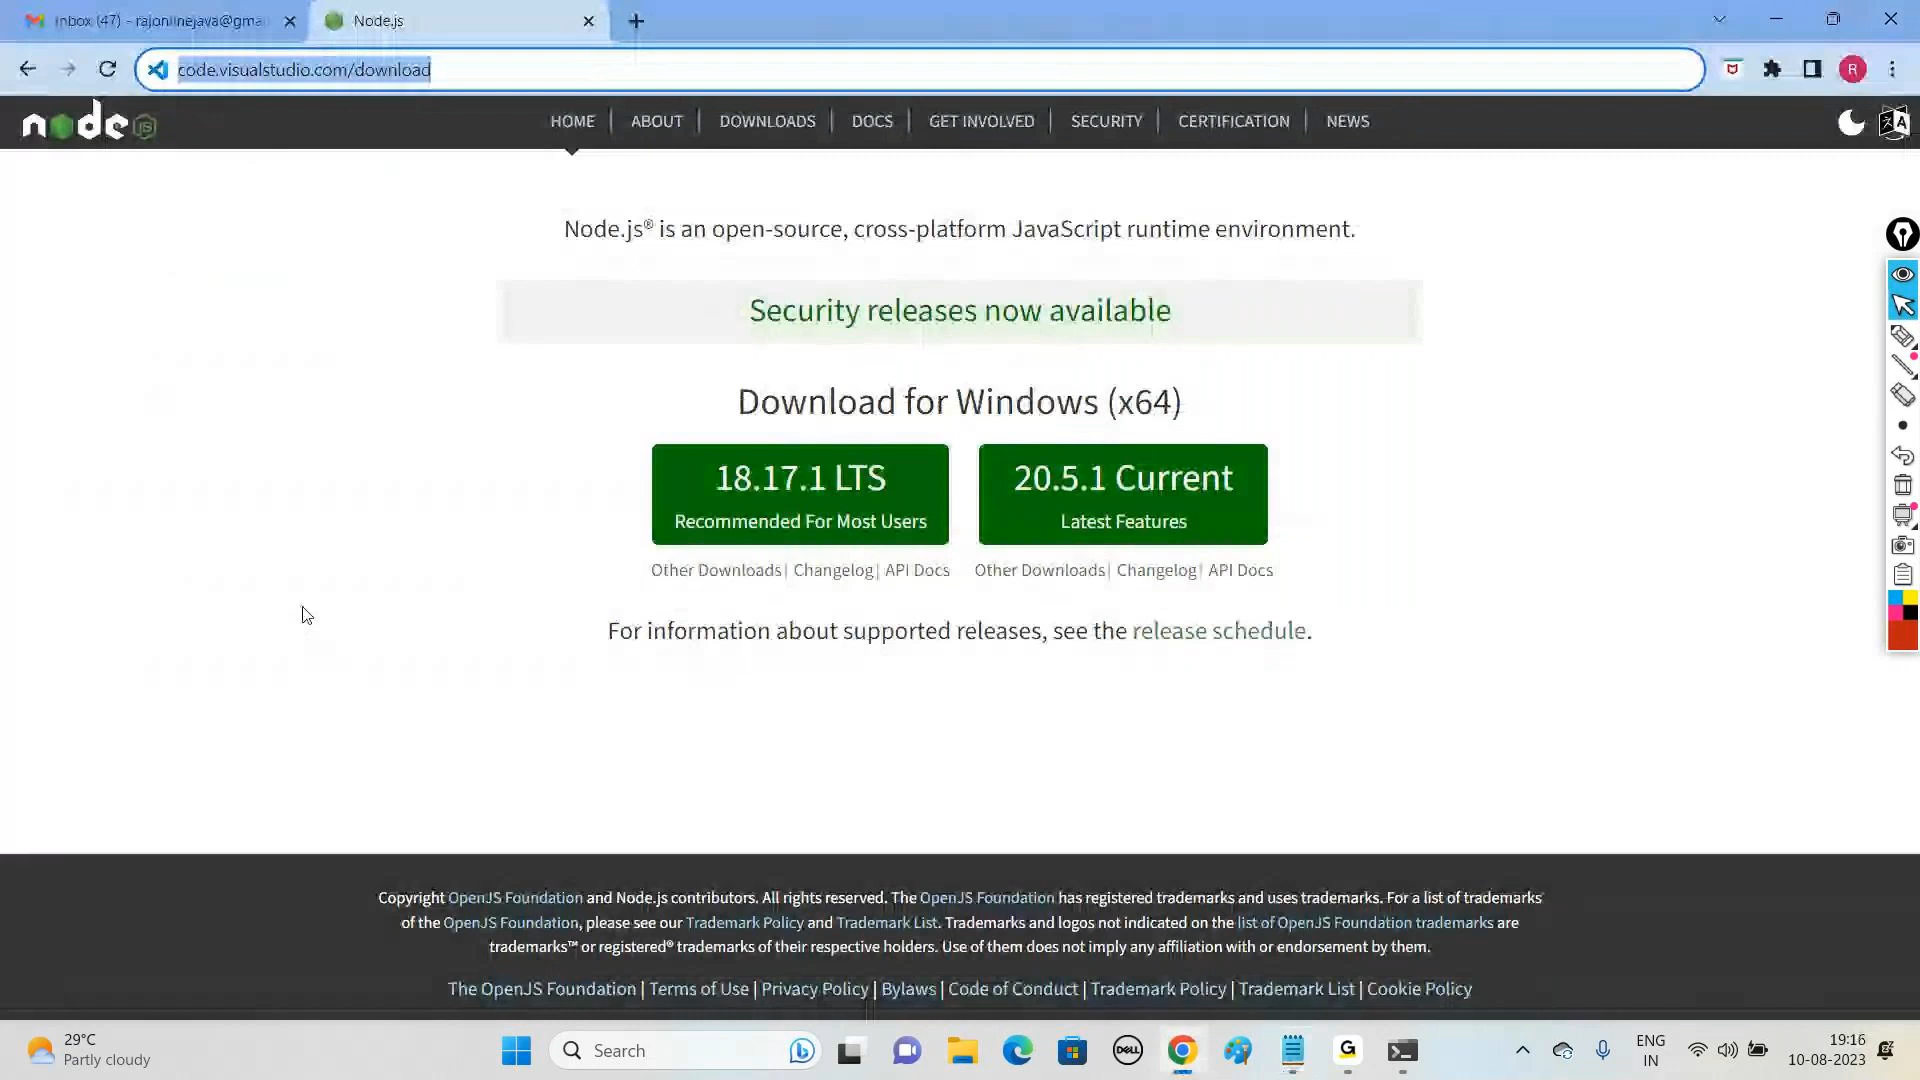 Inbox (47) - rajonlinejava@gmai
Node.js
code.visualstudio.com/download
R
node JS
HOME | ABOUT | DOWNLOADS | DOCS | GET INVOLVED | SECURITY | CERTIFICATION | NEWS
Node.js® is an open-source, cross-platform JavaScript runtime environment.
Security releases now available
Download for Windows (x64)
18.17.1 LTS
Recommended For Most Users
20.5.1 Current
Latest Features
Other Downloads | Changelog | API Docs
Other Downloads | Changelog | API Docs
For information about supported releases, see the release schedule.
Copyright OpenJS Foundation and Node.js contributors. All rights reserved. The OpenJS Foundation has registered trademarks and uses trademarks. For a list of trademarks
of the OpenJS Foundation, please see our Trademark Policy and Trademark List. Trademarks and logos not indicated on the list of OpenJS Foundation trademarks are
trademarks™ or registered® trademarks of their respective holders. Use of them does not imply any affiliation with or endorsement by them.
The OpenJS Foundation | Terms of Use | Privacy Policy | Bylaws | Code of Conduct | Trademark Policy | Trademark List | Cookie Policy
29°C
Partly cloudy
Search
DELL
G
ENG
IN
19:16
10-08-2023